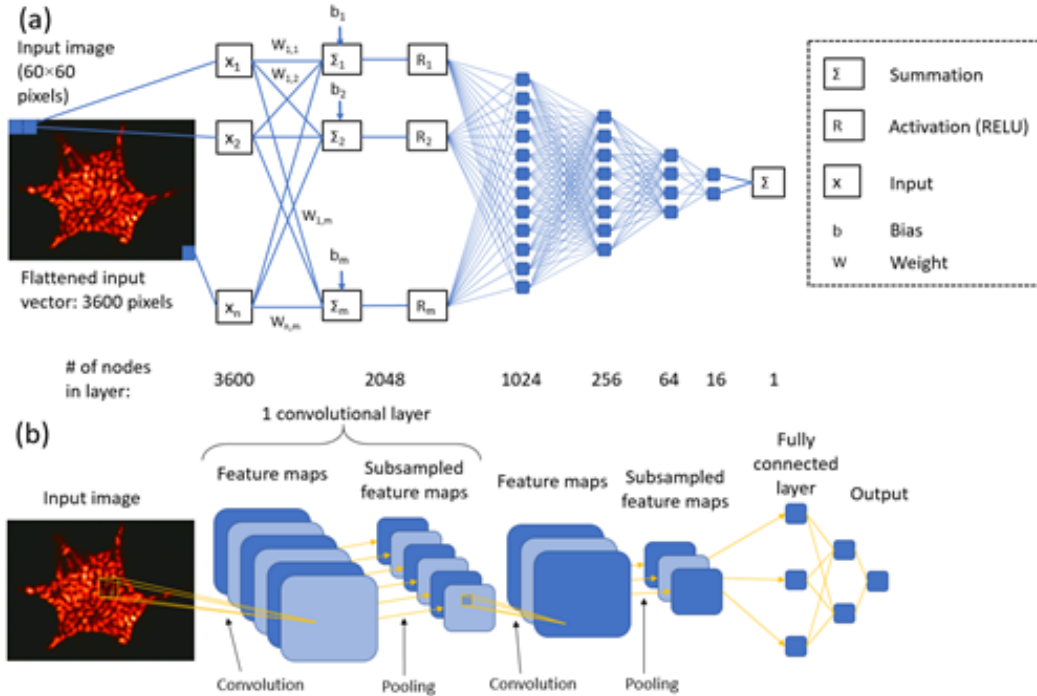 (a)
Input image
(60×60
pixels)
Flattened input
vector: 3600 pixels
x1
x2
xn
W1,1
W1,2
W1,m
Wn,m
b1
b2
bm
Σ1
Σ2
Σm
R1
R2
Rm
Σ
Σ Summation
R Activation (RELU)
x Input
b Bias
W Weight
# of nodes
in layer:
3600 2048 1024 256 64 16 1
(b)
1 convolutional layer
Input image
Feature maps
Subsampled
feature maps
Feature maps
Subsampled
feature maps
Fully
connected
layer
Output
Convolution
Pooling
Convolution
Pooling